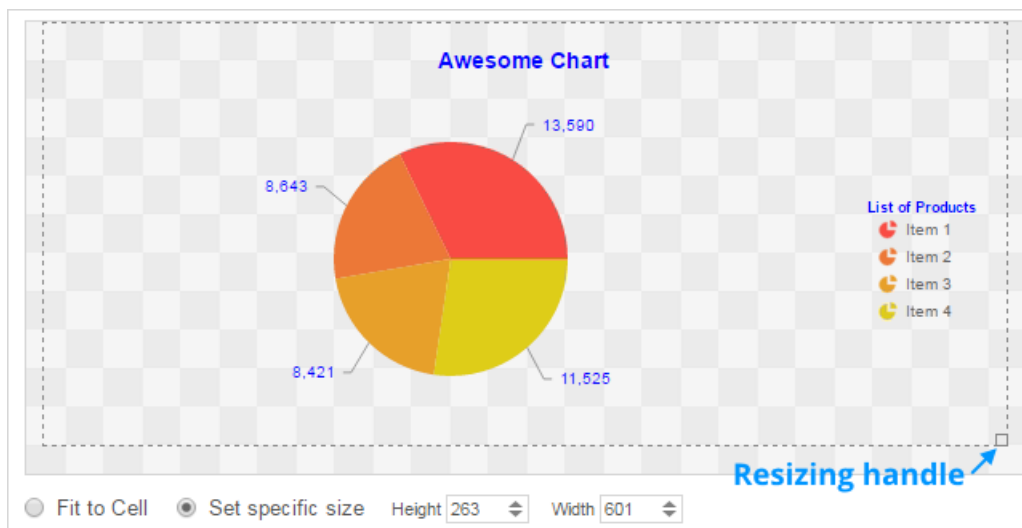 Awesome Chart
13,590
8,643
List of Products
Item 1
Item 2
Item 3
Item 4
8,421
11,525
Resizing handle
Fit to Cell Set specific size Height 263 Width 601